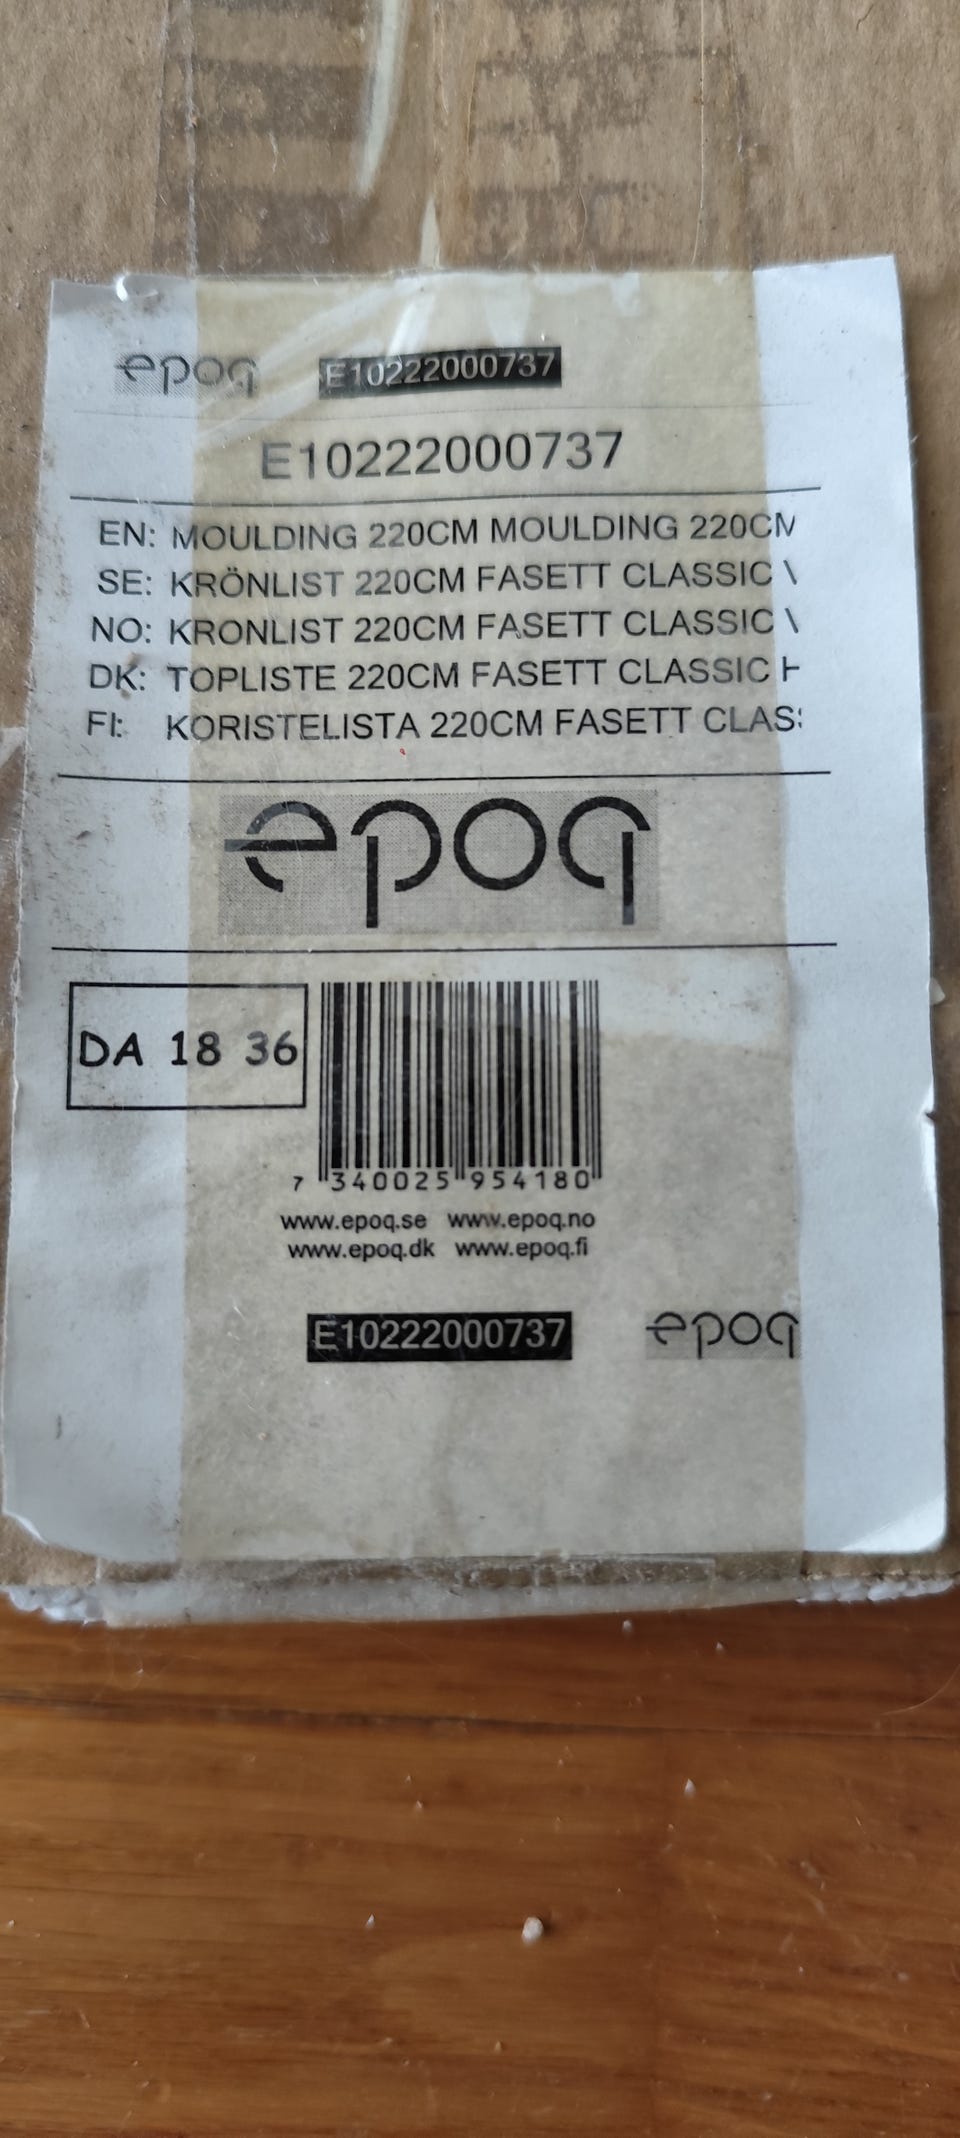 epoq E10222000737
E10222000737
EN: MOULDING 220CM MOULDING 220CM
SE: KRÖNLIST 220CM FASETT CLASSIC
NO: KRONLIST 220CM FASETT CLASSIC
DK: TOPLISTE 220CM FASETT CLASSIC
FI: KORISTELISTA 220CM FASETT CLAS
epoq
DA 18 36
7 340025 954180
www.epoq.se www.epoq.no
www.epoq.dk www.epoq.fi
E10222000737 epoq